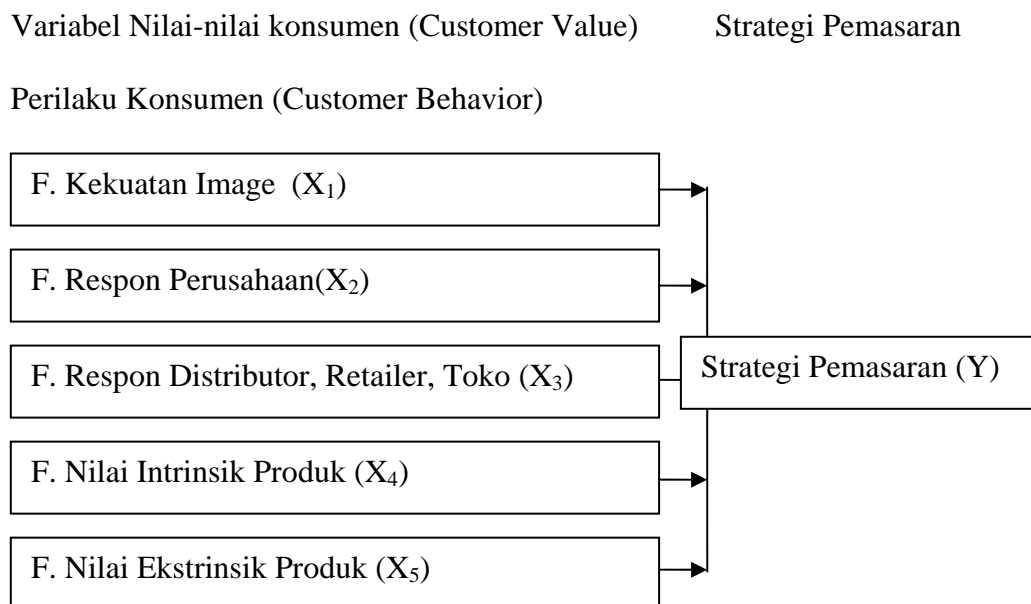 Variabel Nilai-nilai konsumen (Customer Value) Strategi Pemasaran
Perilaku Konsumen (Customer Behavior)
F. Kekuatan Image (X₁)
F. Respon Perusahaan(X₂)
F. Respon Distributor, Retailer, Toko (X₃)
Strategi Pemasaran (Y)
F. Nilai Intrinsik Produk (X₄)
F. Nilai Ekstrinsik Produk (X₅)